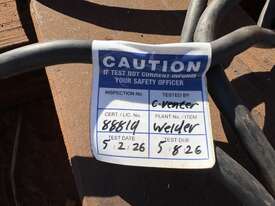 CAUTION
IF TEST NOT CURRENT INFORM
YOUR SAFETY OFFICER
INSPECTION No. TESTED BY
C-Venter
CERT / LIC. No. PLANT No. / ITEM
88819 Welder
TEST DATE TEST DUE
5 2 26 5 8 26